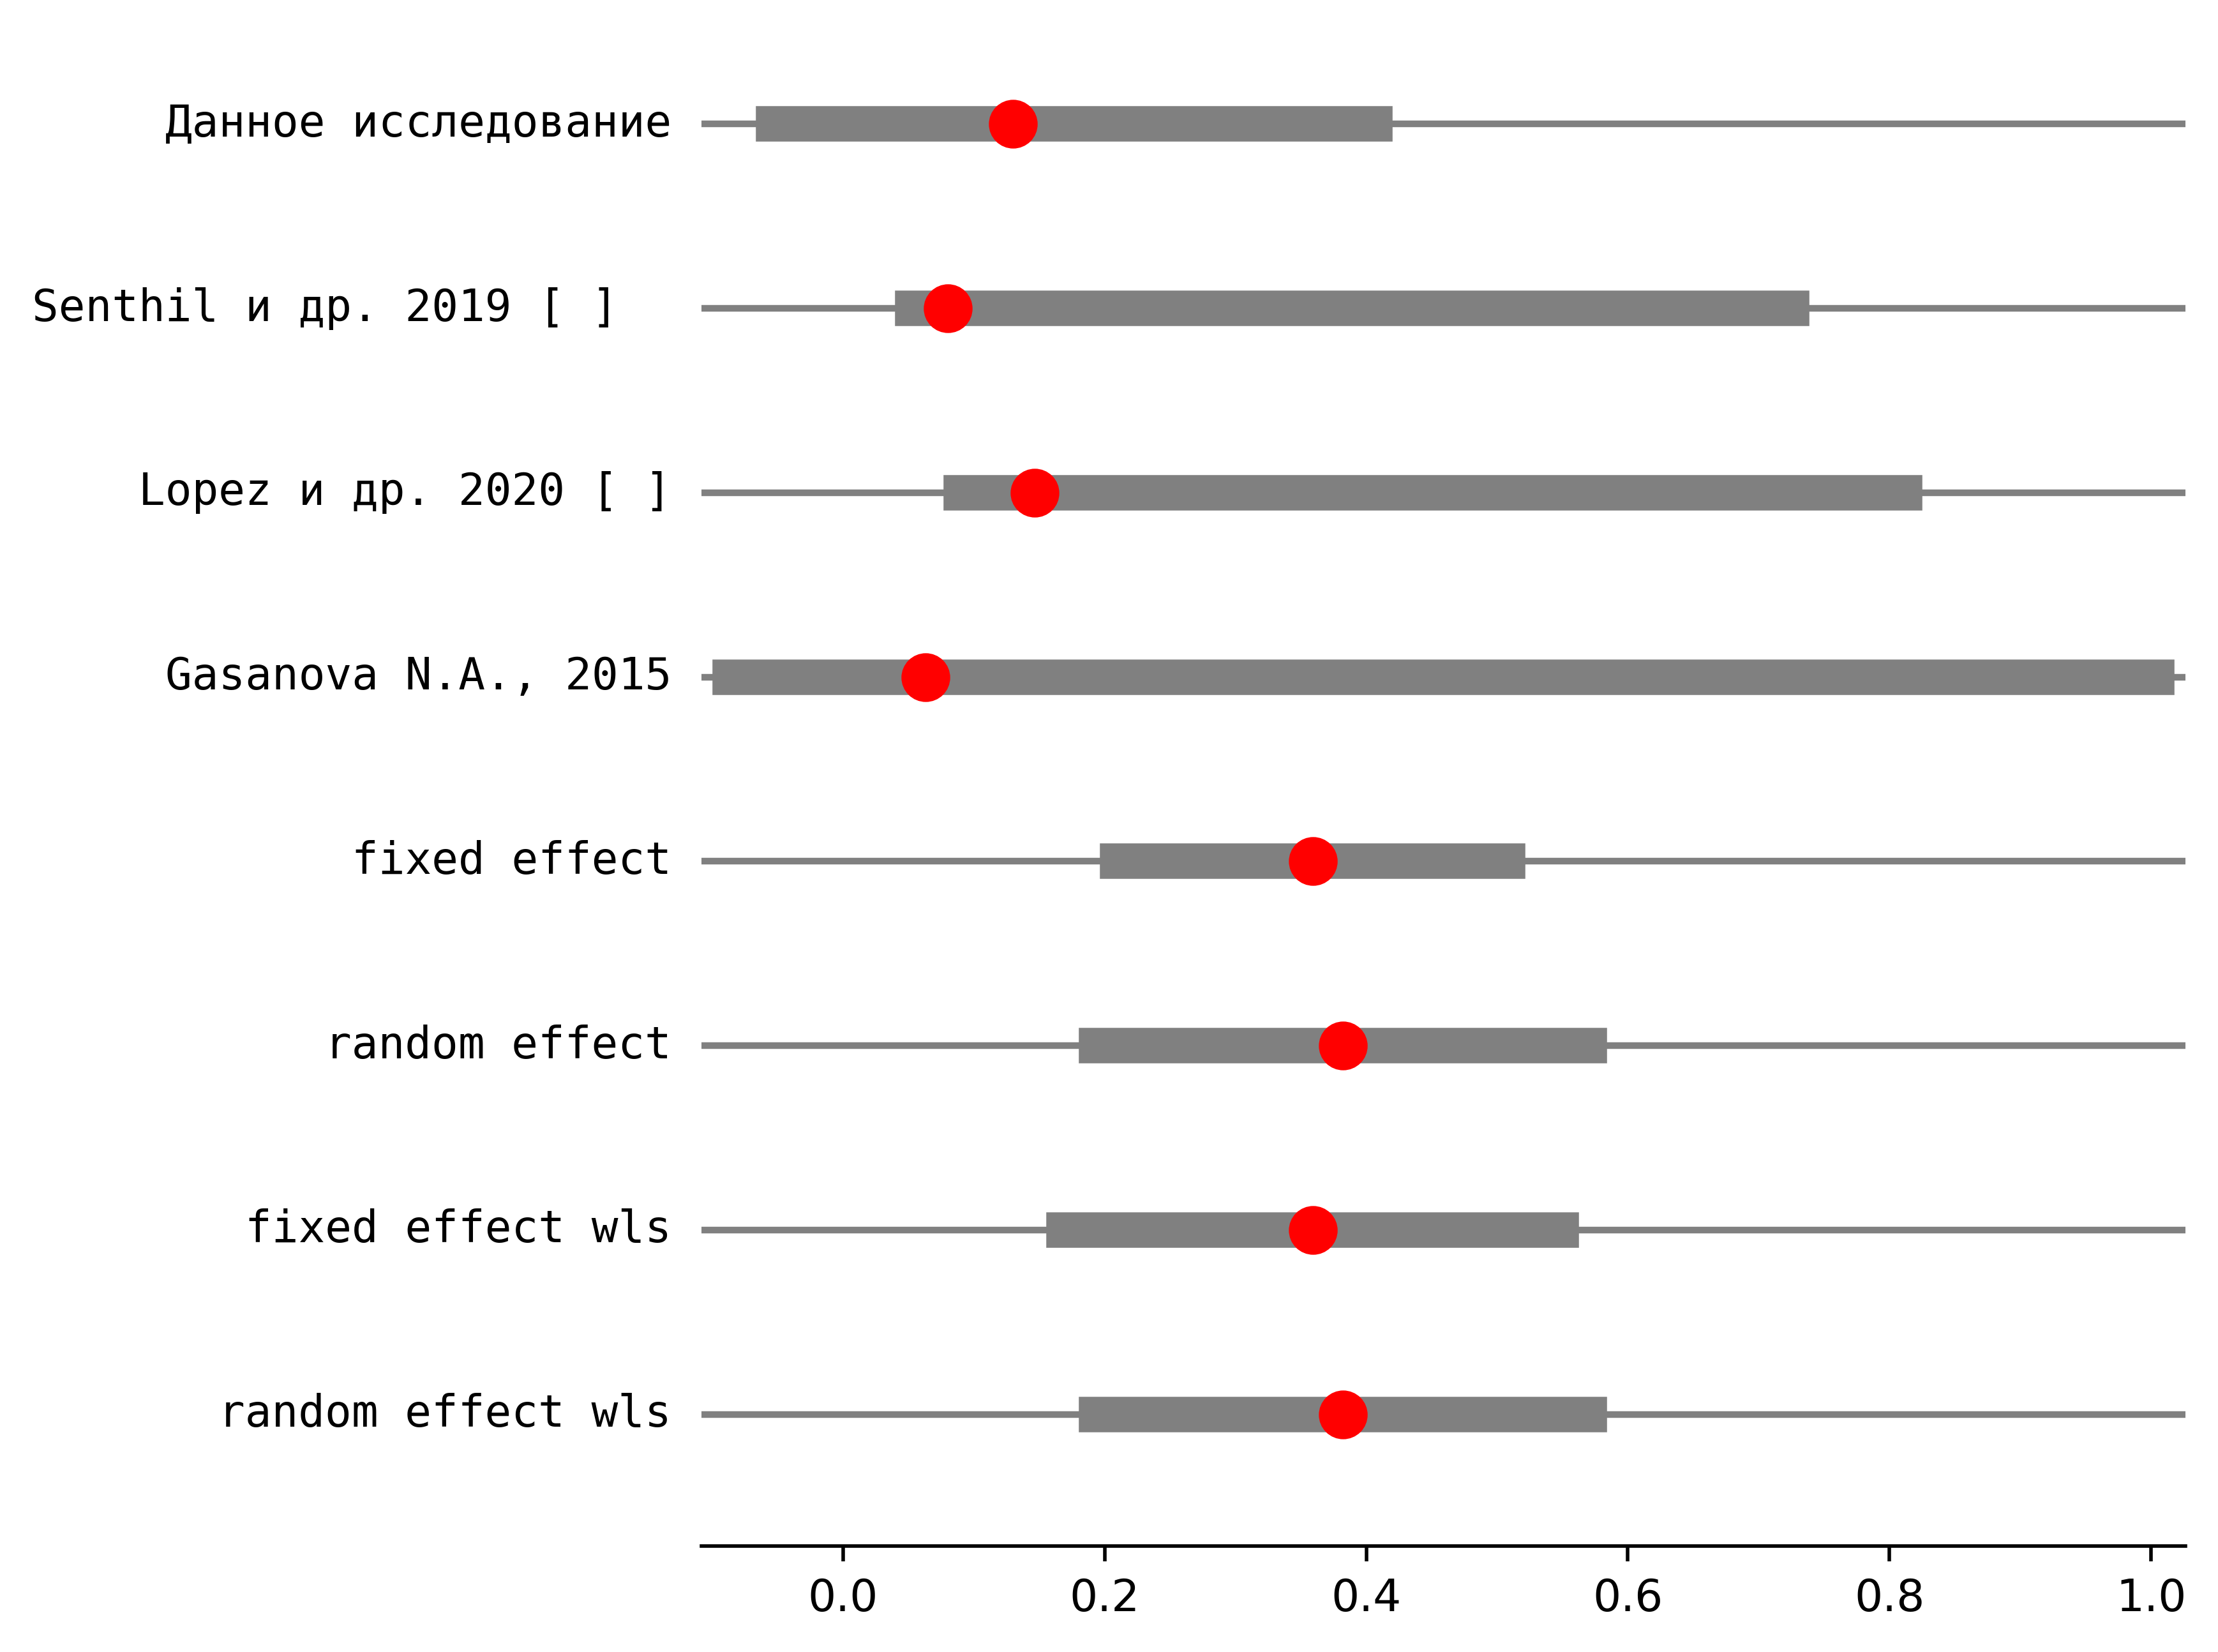 Данное исследование
Senthil и др. 2019 [ ]
Lopez и др. 2020 [ ]
Gasanova N.A., 2015
fixed effect
random effect
fixed effect wls
random effect wls
0.0 0.2 0.4 0.6 0.8 1.0